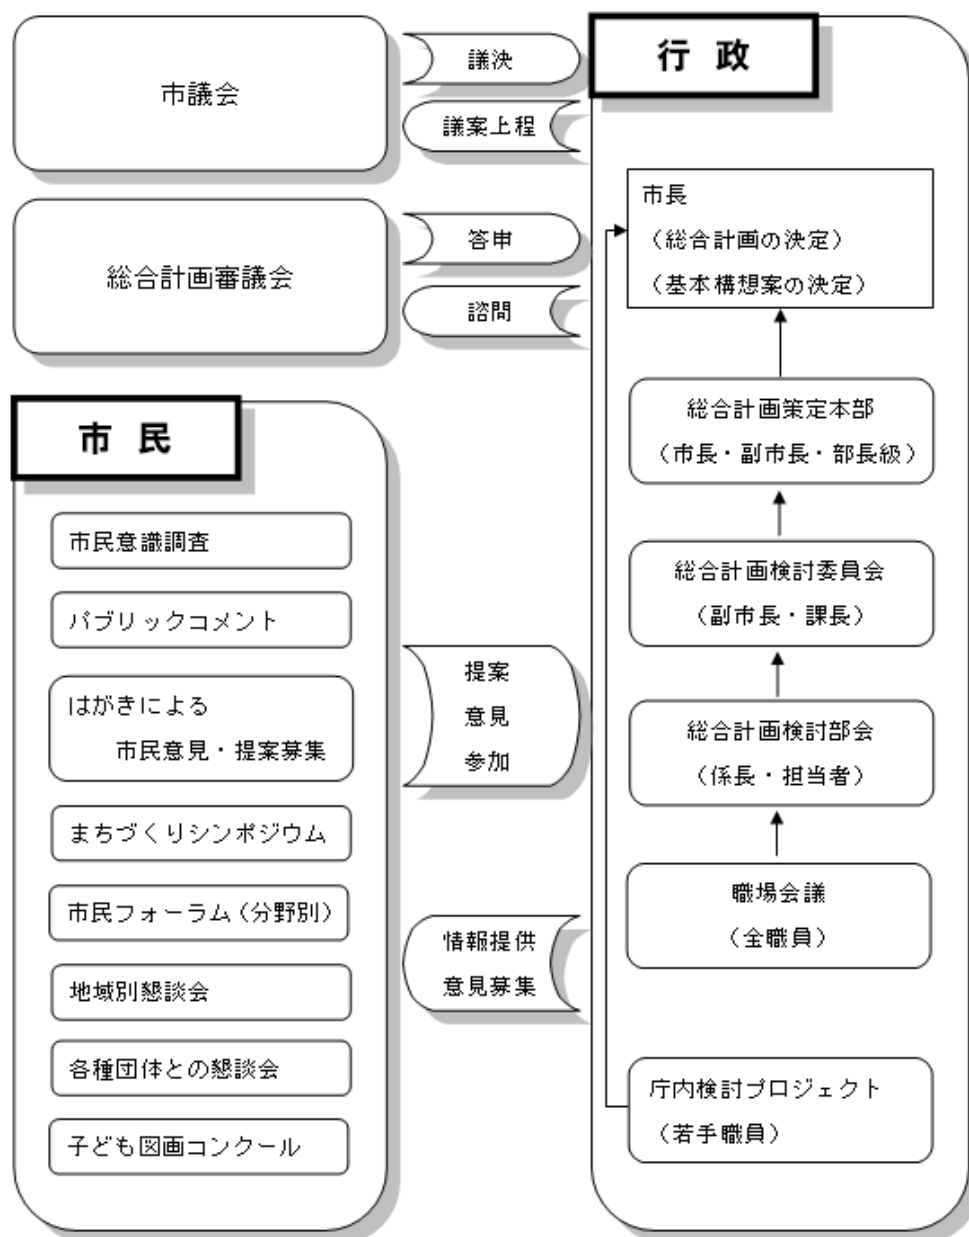 市議会
議決
議案上程
総合計画審議会
答申
諮問
市 民
市民意識調査
パブリックコメント
はがきによる
市民意見・提案募集
まちづくりシンポジウム
市民フォーラム（分野別）
地域別懇談会
各種団体との懇談会
子ども図画コンクール
提案
意見
参加
情報提供
意見募集
行 政
市長
（総合計画の決定）
（基本構想案の決定）
総合計画策定本部
（市長・副市長・部長級）
総合計画検討委員会
（副市長・課長）
総合計画検討部会
（係長・担当者）
職場会議
（全職員）
庁内検討プロジェクト
（若手職員）